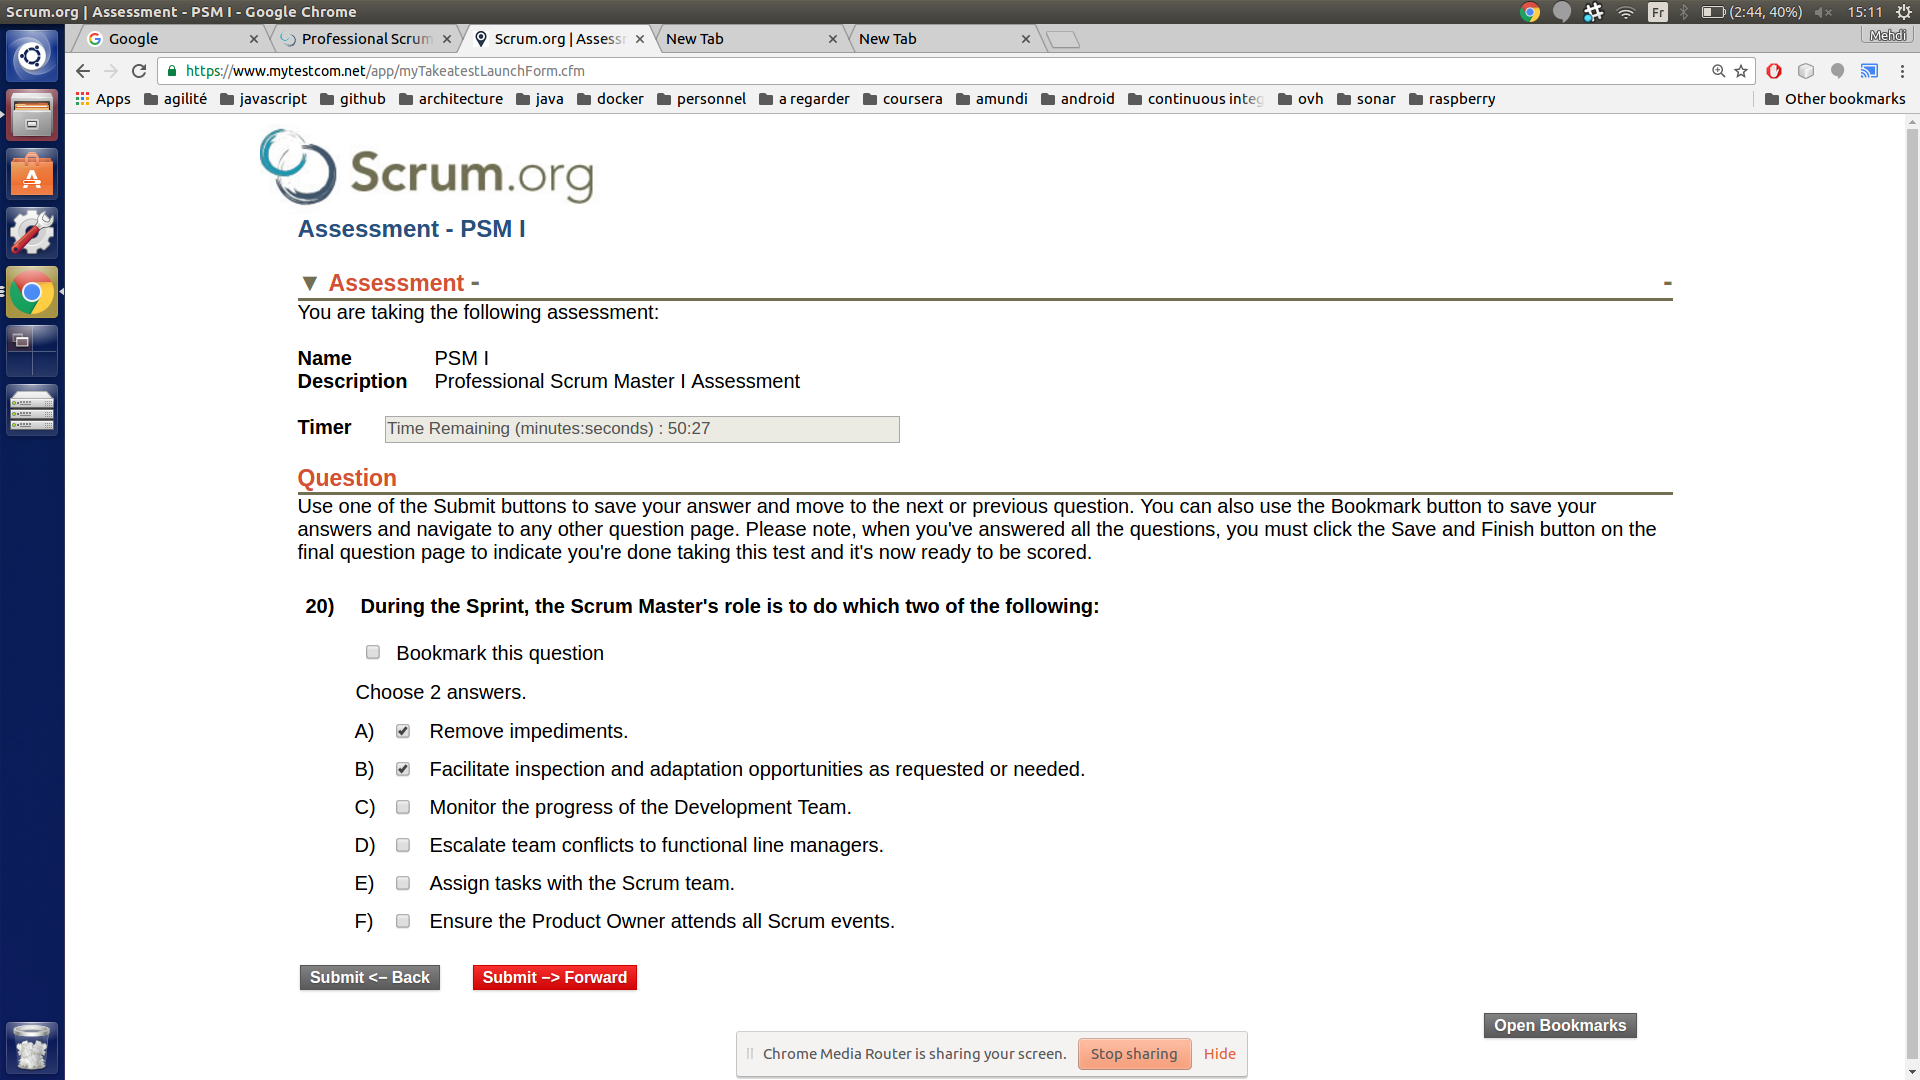 Scrum.org | Assessment - PSM I - Google Chrome
Fr
(2:44, 40%)
15:11
Google
Professional Scrum
Scrum.org | Assess
New Tab
New Tab
Mehdi
https://www.mytestcom.net/app/myTakeatestLaunchForm.cfm
Apps
agilité
javascript
github
architecture
java
docker
personnel
a regarder
coursera
amundi
android
continuous integ
ovh
sonar
raspberry
Other bookmarks
Scrum.org
Assessment - PSM I
▼ Assessment -
-
You are taking the following assessment:
Name PSM I
Description Professional Scrum Master I Assessment
Timer Time Remaining (minutes:seconds) : 50:27
Question
Use one of the Submit buttons to save your answer and move to the next or previous question. You can also use the Bookmark button to save your
answers and navigate to any other question page. Please note, when you've answered all the questions, you must click the Save and Finish button on the
final question page to indicate you're done taking this test and it's now ready to be scored.
20) During the Sprint, the Scrum Master's role is to do which two of the following:
Bookmark this question
Choose 2 answers.
A) Remove impediments.
B) Facilitate inspection and adaptation opportunities as requested or needed.
C) Monitor the progress of the Development Team.
D) Escalate team conflicts to functional line managers.
E) Assign tasks with the Scrum team.
F) Ensure the Product Owner attends all Scrum events.
Submit <– Back
Submit –> Forward
Open Bookmarks
Chrome Media Router is sharing your screen.
Stop sharing
Hide